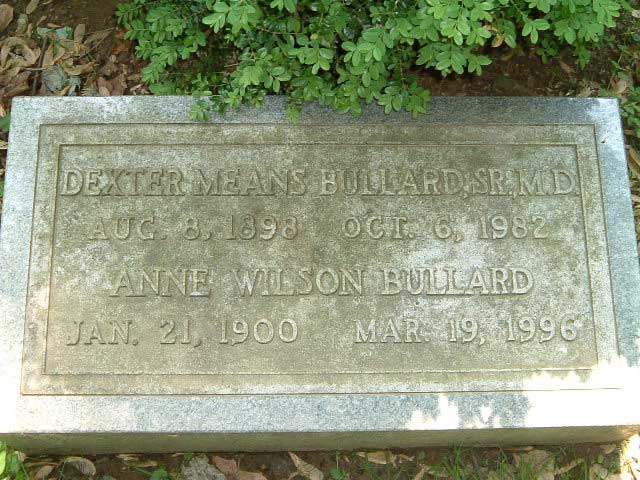 DEXTER MEANS BULLARD, SR., M.D.
AUG. 8, 1898 OCT. 6, 1982
ANNE WILSON BULLARD
JAN. 21, 1900 MAR. 19, 1996